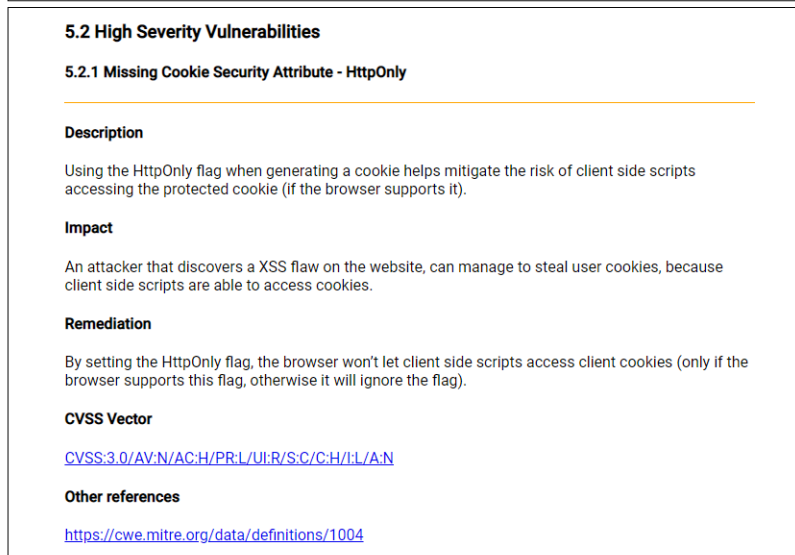 5.2 High Severity Vulnerabilities
5.2.1 Missing Cookie Security Attribute - HttpOnly
Description
Using the HttpOnly flag when generating a cookie helps mitigate the risk of client side scripts
accessing the protected cookie (if the browser supports it).
Impact
An attacker that discovers a XSS flaw on the website, can manage to steal user cookies, because
client side scripts are able to access cookies.
Remediation
By setting the HttpOnly flag, the browser won't let client side scripts access client cookies (only if the
browser supports this flag, otherwise it will ignore the flag).
CVSS Vector
CVSS:3.0/AV:N/AC:H/PR:L/UI:R/S:C/C:H/I:L/A:N
Other references
https://cwe.mitre.org/data/definitions/1004